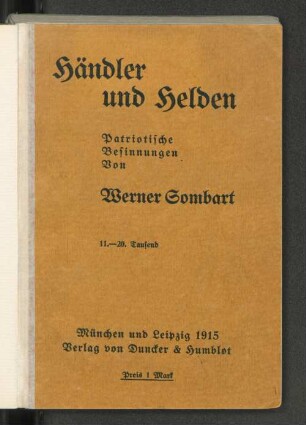 Händler
und Helden
Patriotische
Besinnungen
Von
Werner Sombart
11.—20. Tausend
München und Leipzig 1915
Verlag von Duncker & Humblot
Preis 1 Mark